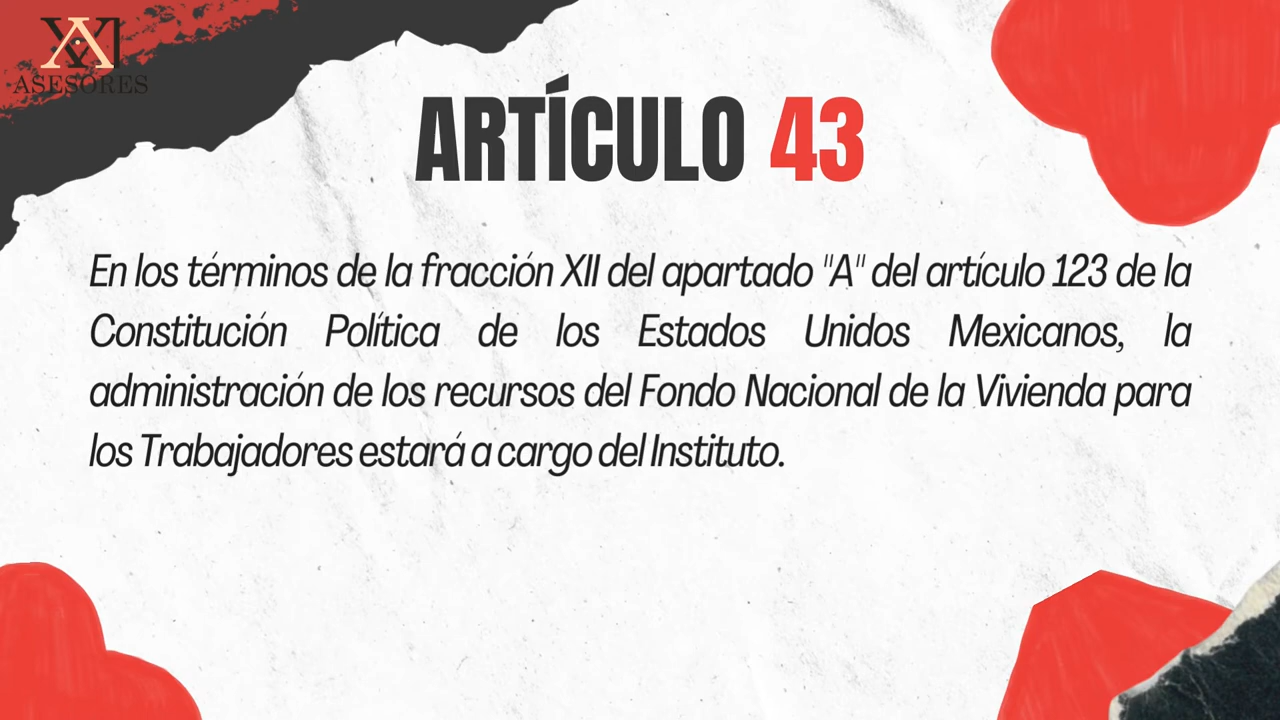 ASESORES
ARTÍCULO 43
En los términos de la fracción XII del apartado "A" del artículo 123 de la
Constitución Política de los Estados Unidos Mexicanos, la
administración de los recursos del Fondo Nacional de la Vivienda para
los Trabajadores estará a cargo del Instituto.